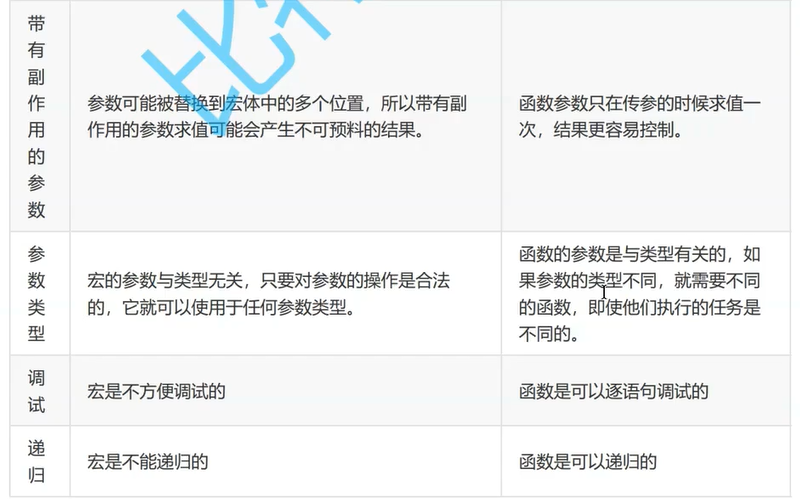 带
有
副
作
用
的
参
数
参数可能被替换到宏体中的多个位置，所以带有副
作用的参数求值可能会产生不可预料的结果。
函数参数只在传参的时候求值一
次，结果更容易控制。
参
数
类
型
宏的参数与类型无关，只要对参数的操作是合法
的，它就可以使用于任何参数类型。
函数的参数是与类型有关的，如
果参数的类型不同，就需要不同
的函数，即使他们执行的任务是
不同的。
调
试
宏是不方便调试的
函数是可以逐语句调试的
递
归
宏是不能递归的
函数是可以递归的